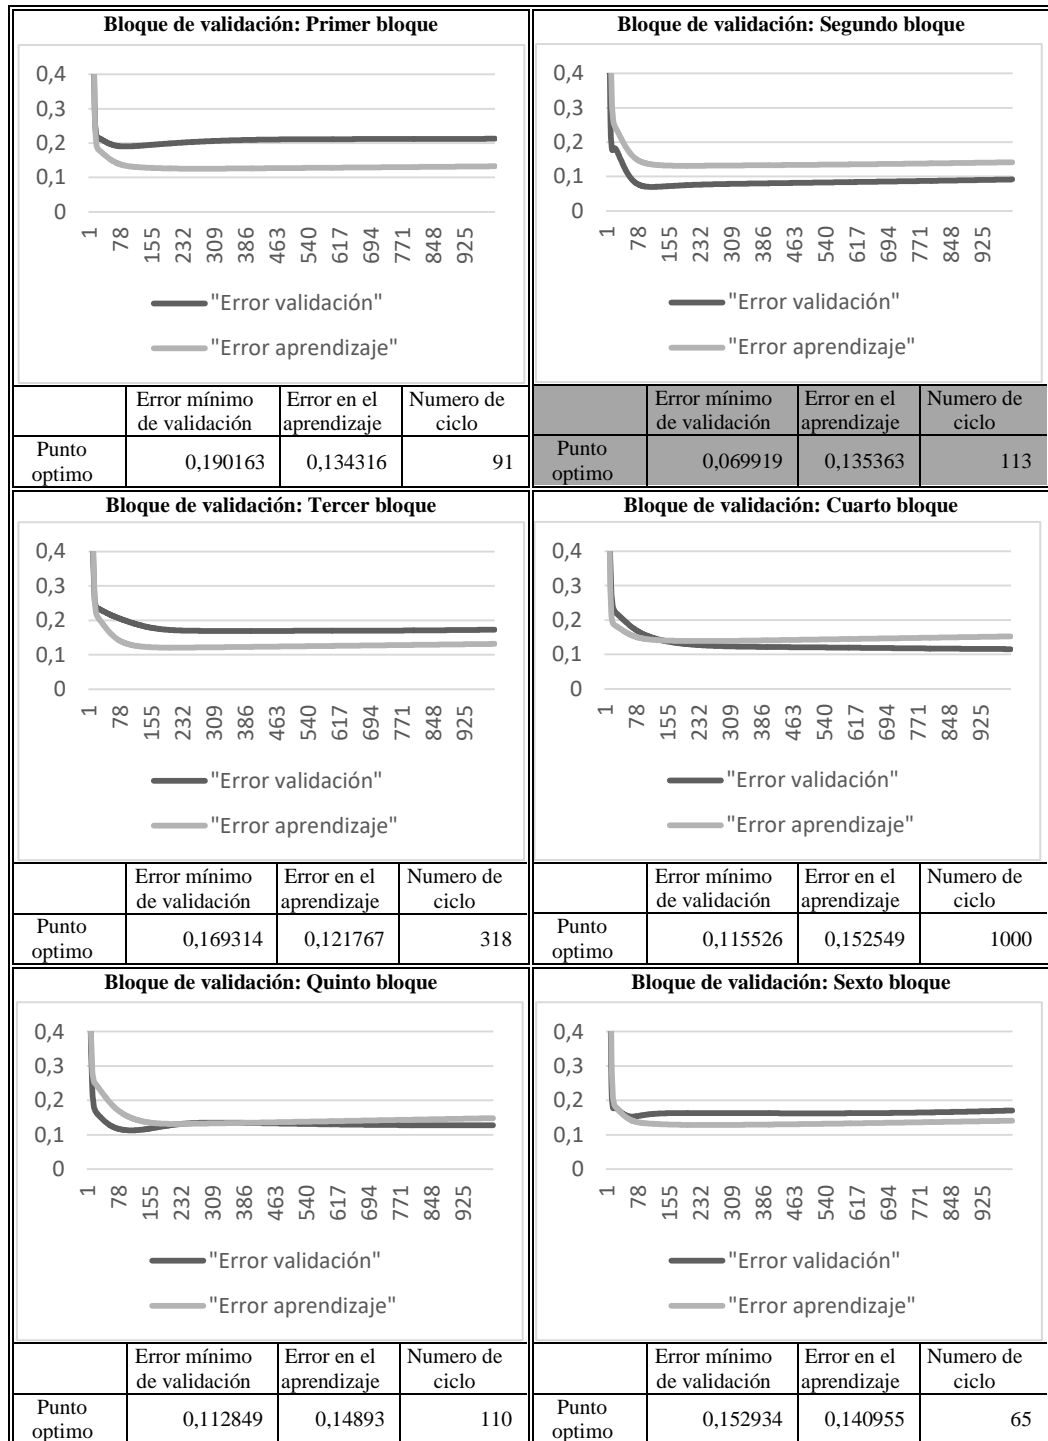 Bloque de validación: Primer bloque
0,4
0,3
0,2
0,1
0
1 78 155 232 309 386 463 540 617 694 771 848 925
"Error validación"
"Error aprendizaje"
Error mínimo de validación Error en el aprendizaje Numero de ciclo
Punto optimo 0,190163 0,134316 91
Bloque de validación: Segundo bloque
0,4
0,3
0,2
0,1
0
1 78 155 232 309 386 463 540 617 694 771 848 925
"Error validación"
"Error aprendizaje"
Error mínimo de validación Error en el aprendizaje Numero de ciclo
Punto optimo 0,069919 0,135363 113
Bloque de validación: Tercer bloque
0,4
0,3
0,2
0,1
0
1 78 155 232 309 386 463 540 617 694 771 848 925
"Error validación"
"Error aprendizaje"
Error mínimo de validación Error en el aprendizaje Numero de ciclo
Punto optimo 0,169314 0,121767 318
Bloque de validación: Cuarto bloque
0,4
0,3
0,2
0,1
0
1 78 155 232 309 386 463 540 617 694 771 848 925
"Error validación"
"Error aprendizaje"
Error mínimo de validación Error en el aprendizaje Numero de ciclo
Punto optimo 0,115526 0,152549 1000
Bloque de validación: Quinto bloque
0,4
0,3
0,2
0,1
0
1 78 155 232 309 386 463 540 617 694 771 848 925
"Error validación"
"Error aprendizaje"
Error mínimo de validación Error en el aprendizaje Numero de ciclo
Punto optimo 0,112849 0,14893 110
Bloque de validación: Sexto bloque
0,4
0,3
0,2
0,1
0
1 78 155 232 309 386 463 540 617 694 771 848 925
"Error validación"
"Error aprendizaje"
Error mínimo de validación Error en el aprendizaje Numero de ciclo
Punto optimo 0,152934 0,140955 65